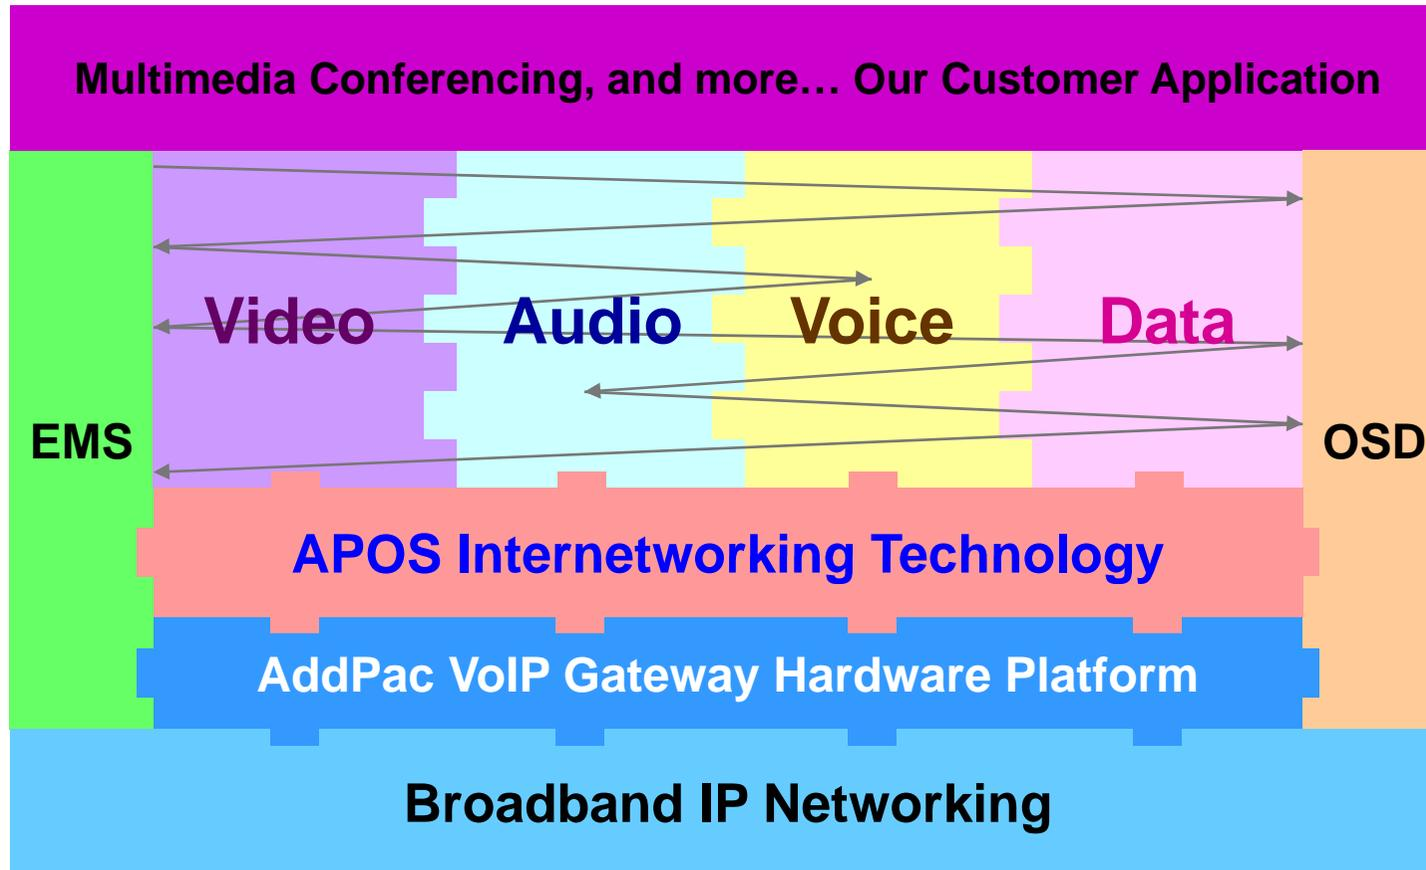 Multimedia Conferencing, and more… Our Customer Application
Video Audio Voice Data
EMS
OSD
APOS Internetworking Technology
AddPac VoIP Gateway Hardware Platform
Broadband IP Networking